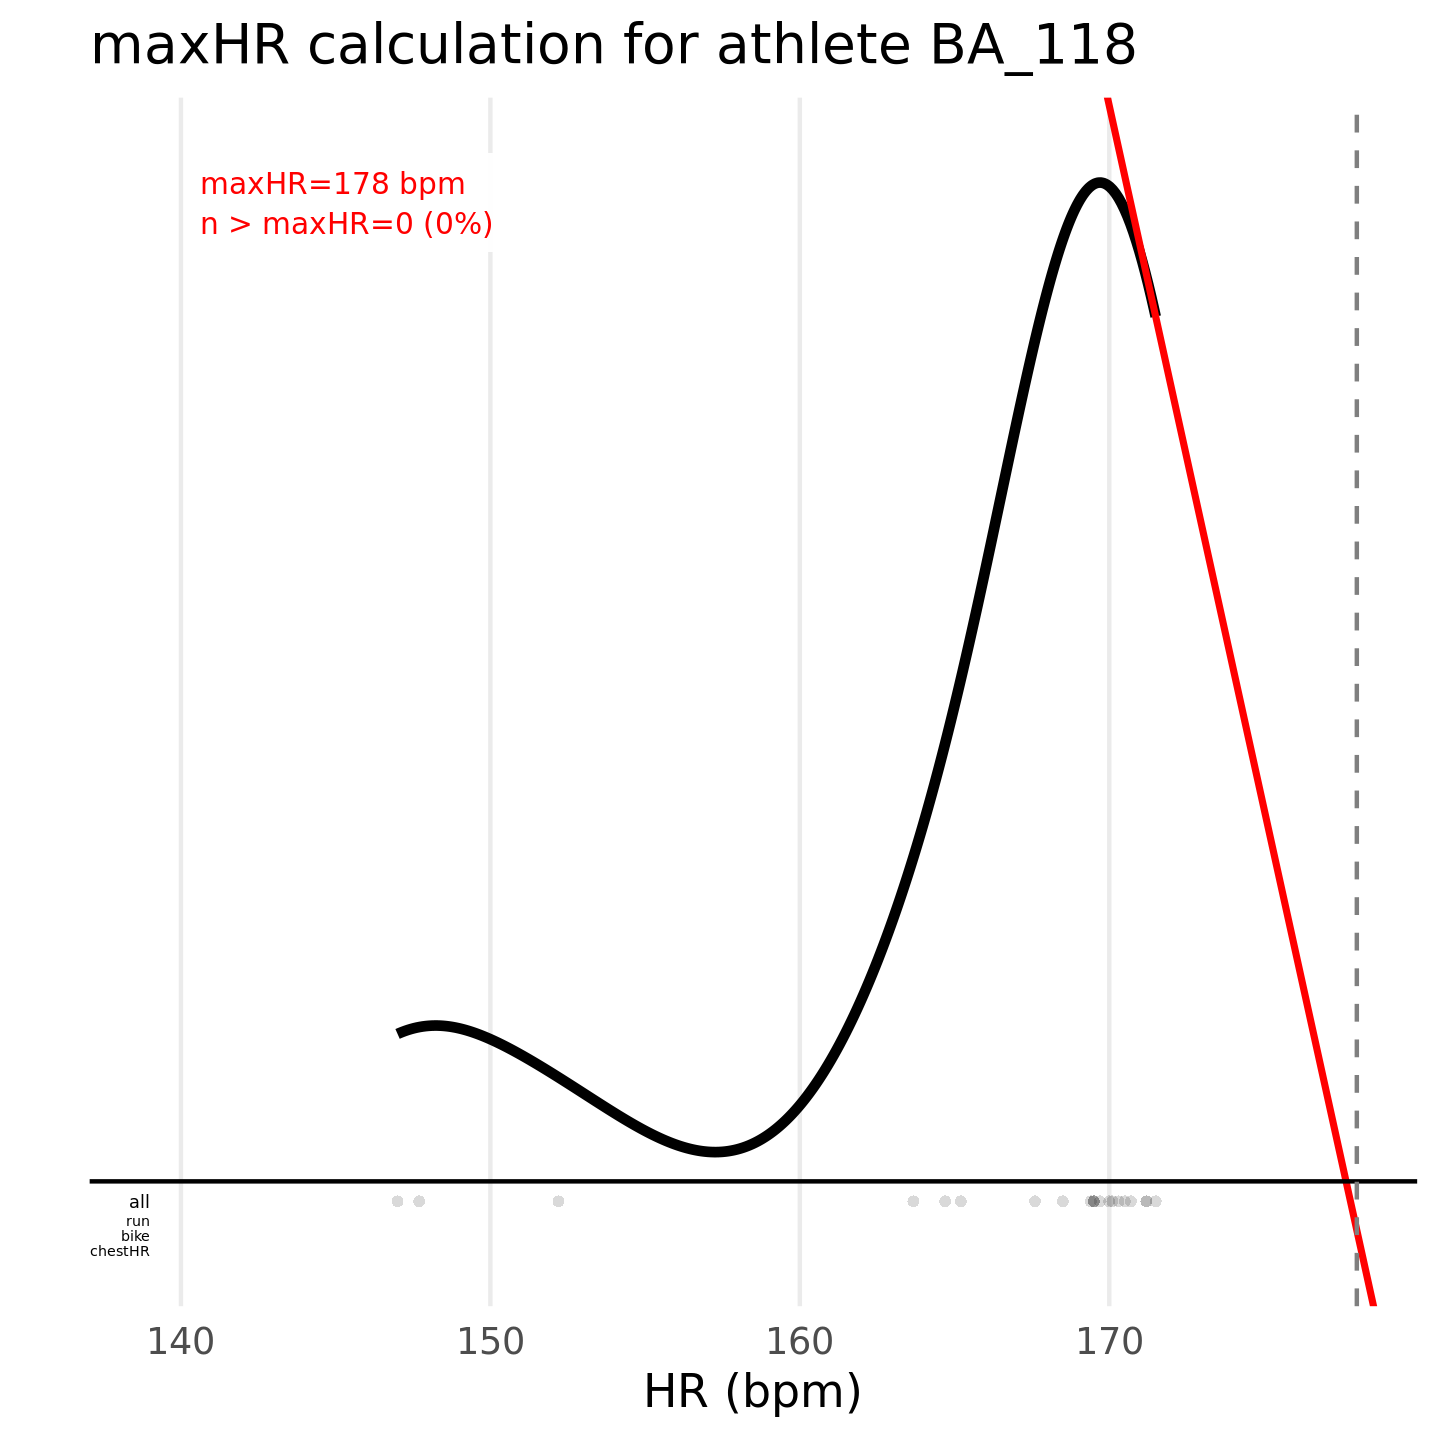 maxHR calculation for athlete BA_118
maxHR=178 bpm
n > maxHR=0 (0%)
all
run
bike
chestHR
140 150 160 170
HR (bpm)